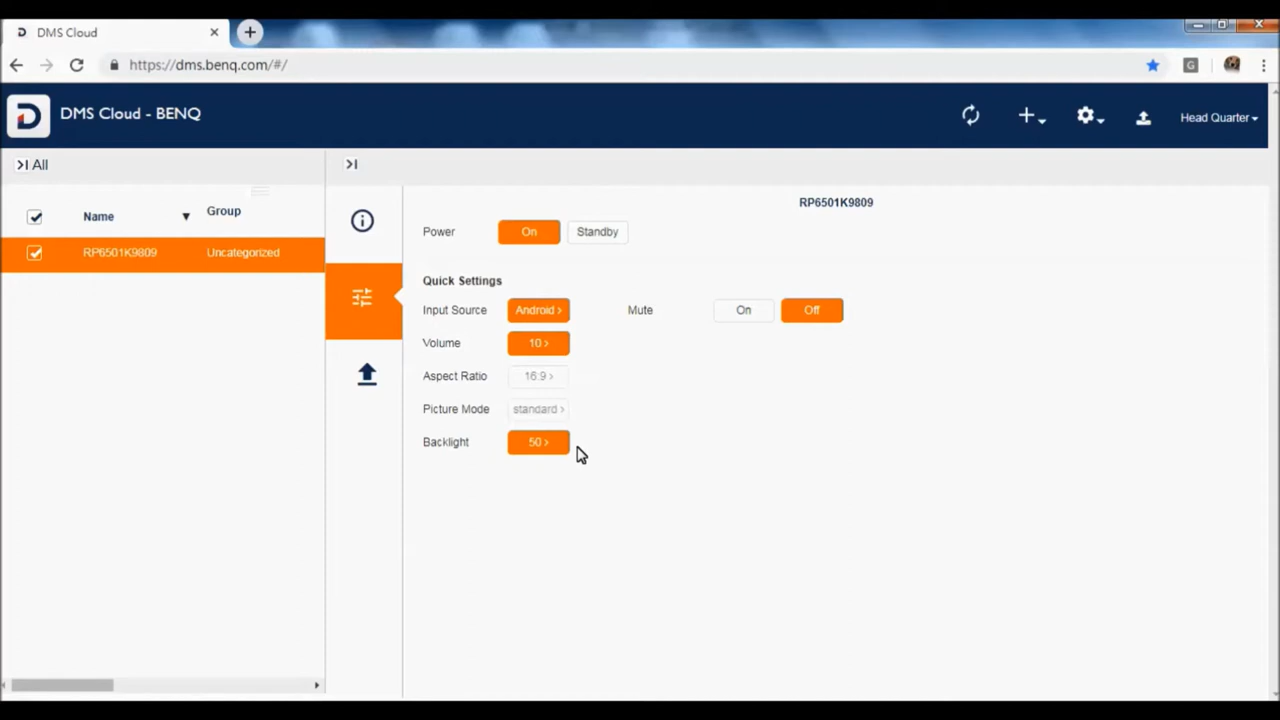 DMS Cloud
https://dms.benq.com/#/
G
D DMS Cloud - BENQ
Head Quarter
All
Name Group
RP6501K9809 Uncategorized
RP6501K9809
Power On Standby
Quick Settings
Input Source Android > Mute On Off
Volume 10 >
Aspect Ratio 16:9 >
Picture Mode standard >
Backlight 50 >